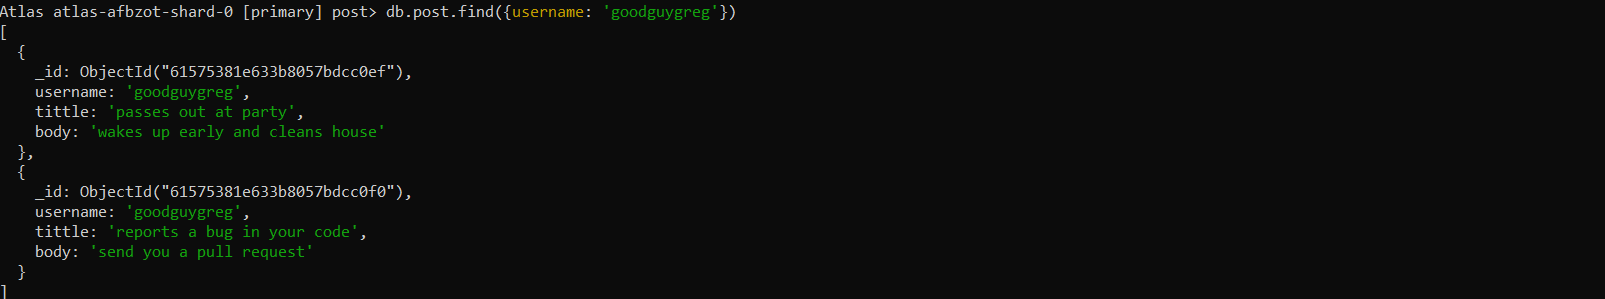 Atlas atlas-afbzot-shard-0 [primary] post> db.post.find({username: 'goodguygreg'})
[
  {
    _id: ObjectId("61575381e633b8057bdcc0ef"),
    username: 'goodguygreg',
    tittle: 'passes out at party',
    body: 'wakes up early and cleans house'
  },
  {
    _id: ObjectId("61575381e633b8057bdcc0f0"),
    username: 'goodguygreg',
    tittle: 'reports a bug in your code',
    body: 'send you a pull request'
  }
]